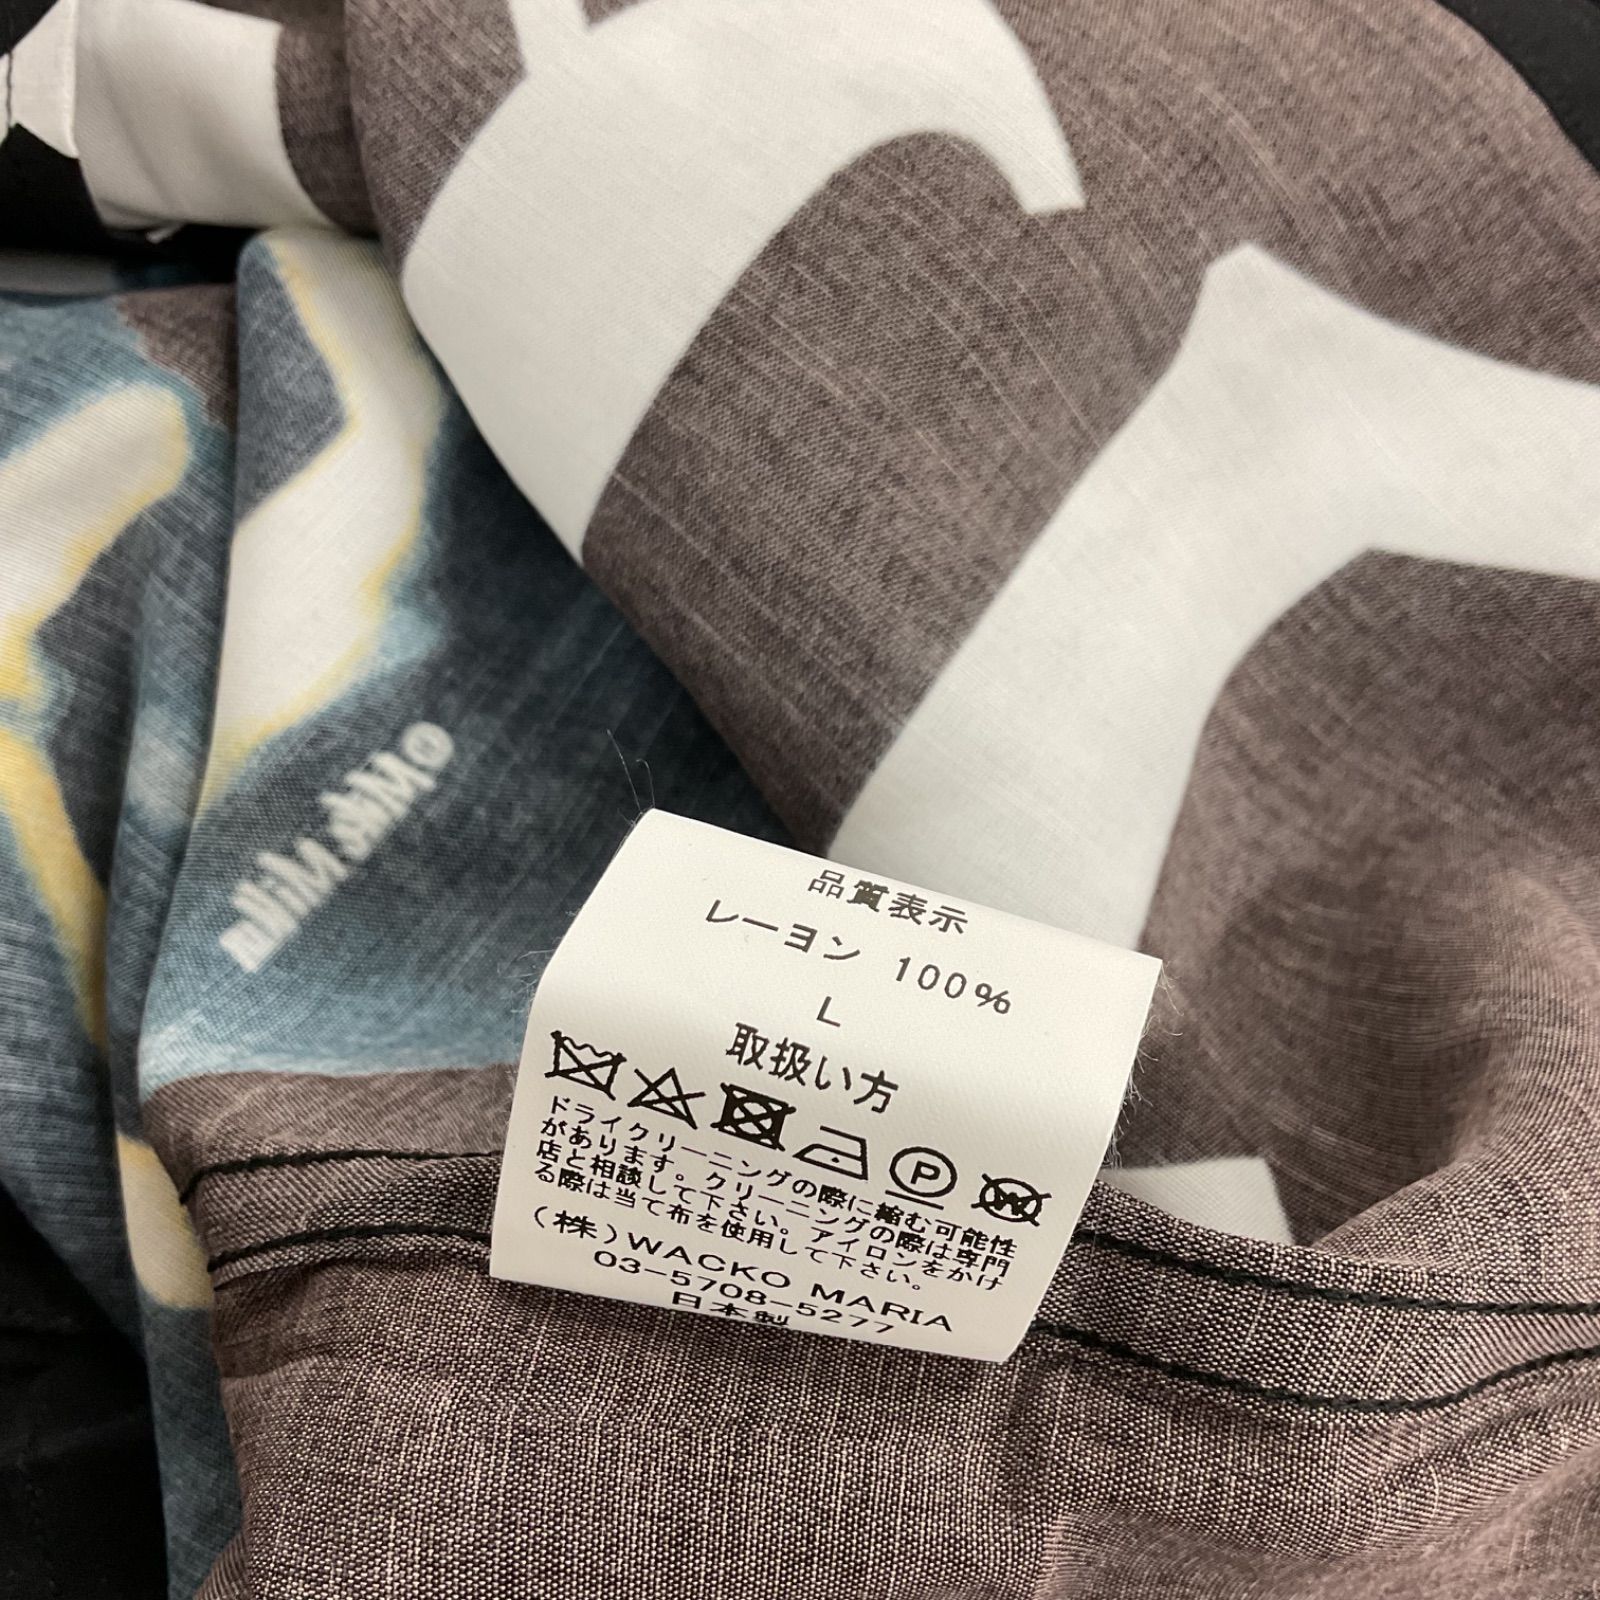 © Mike Miller
品質表示
レーヨン 100%
L
取扱い方
P
W
ドライクリーニングの際に縮む可能性
があります。クリーニングの際は専門
店と相談して下さい。アイロンをかけ
る際は当て布を使用して下さい。
(株)WACKO MARIA
03-5708-5277
日本製